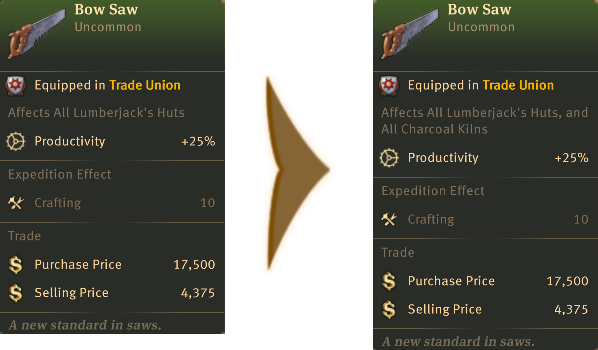 Bow Saw
Uncommon
Equipped in Trade Union
Affects All Lumberjack's Huts
Productivity +25%
Expedition Effect
Crafting 10
Trade
Purchase Price 17,500
Selling Price 4,375
A new standard in saws.
Bow Saw
Uncommon
Equipped in Trade Union
Affects All Lumberjack's Huts, and
All Charcoal Kilns
Productivity +25%
Expedition Effect
Crafting 10
Trade
Purchase Price 17,500
Selling Price 4,375
A new standard in saws.